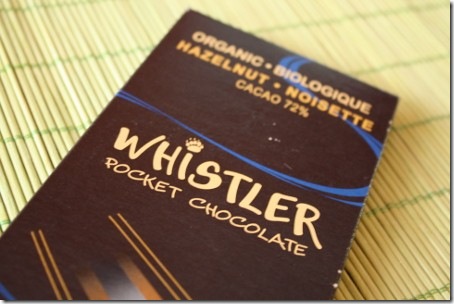 ORGANIC • BIOLOGIQUE
HAZELNUT • NOISETTE
CACAO 72%
WHiSTLER
POCKET CHOCOLATE